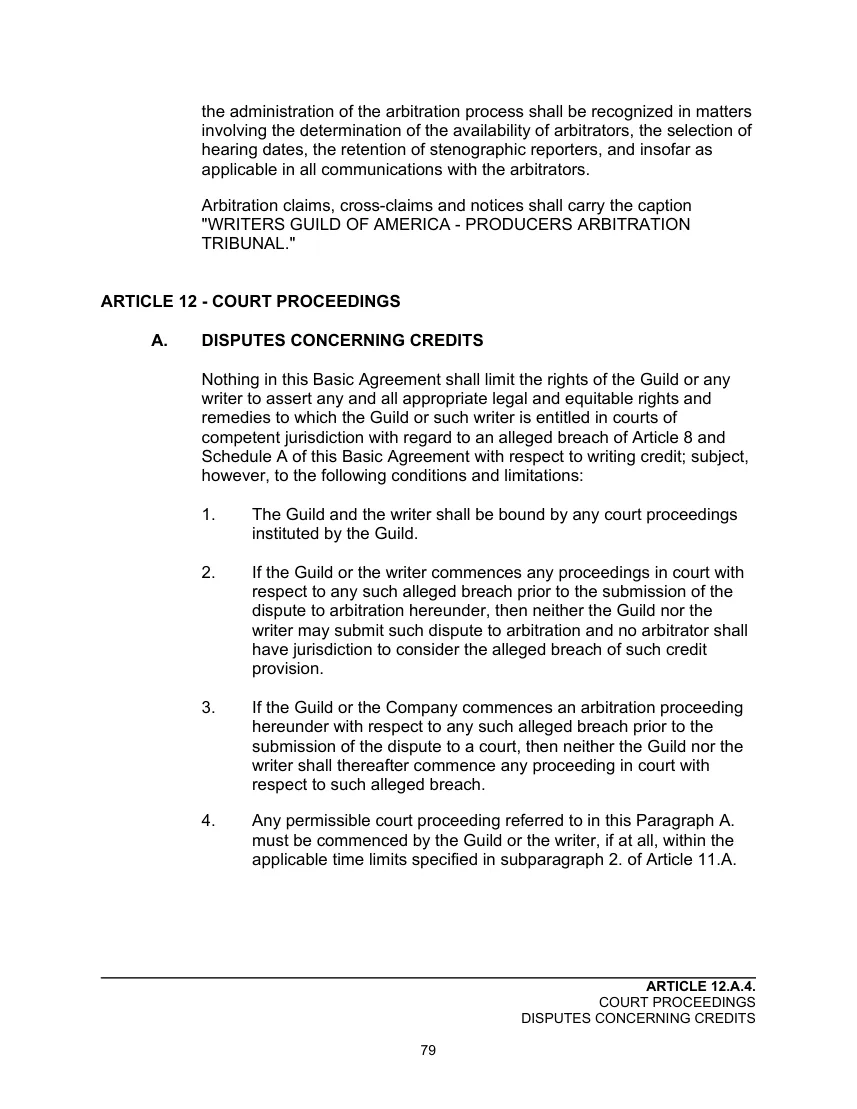 the administration of the arbitration process shall be recognized in matters
involving the determination of the availability of arbitrators, the selection of
hearing dates, the retention of stenographic reporters, and insofar as
applicable in all communications with the arbitrators.
Arbitration claims, cross-claims and notices shall carry the caption
"WRITERS GUILD OF AMERICA - PRODUCERS ARBITRATION
TRIBUNAL."
ARTICLE 12 - COURT PROCEEDINGS
A. DISPUTES CONCERNING CREDITS
Nothing in this Basic Agreement shall limit the rights of the Guild or any
writer to assert any and all appropriate legal and equitable rights and
remedies to which the Guild or such writer is entitled in courts of
competent jurisdiction with regard to an alleged breach of Article 8 and
Schedule A of this Basic Agreement with respect to writing credit; subject,
however, to the following conditions and limitations:
1. The Guild and the writer shall be bound by any court proceedings
instituted by the Guild.
2. If the Guild or the writer commences any proceedings in court with
respect to any such alleged breach prior to the submission of the
dispute to arbitration hereunder, then neither the Guild nor the
writer may submit such dispute to arbitration and no arbitrator shall
have jurisdiction to consider the alleged breach of such credit
provision.
3. If the Guild or the Company commences an arbitration proceeding
hereunder with respect to any such alleged breach prior to the
submission of the dispute to a court, then neither the Guild nor the
writer shall thereafter commence any proceeding in court with
respect to such alleged breach.
4. Any permissible court proceeding referred to in this Paragraph A.
must be commenced by the Guild or the writer, if at all, within the
applicable time limits specified in subparagraph 2. of Article 11.A.
ARTICLE 12.A.4.
COURT PROCEEDINGS
DISPUTES CONCERNING CREDITS
79